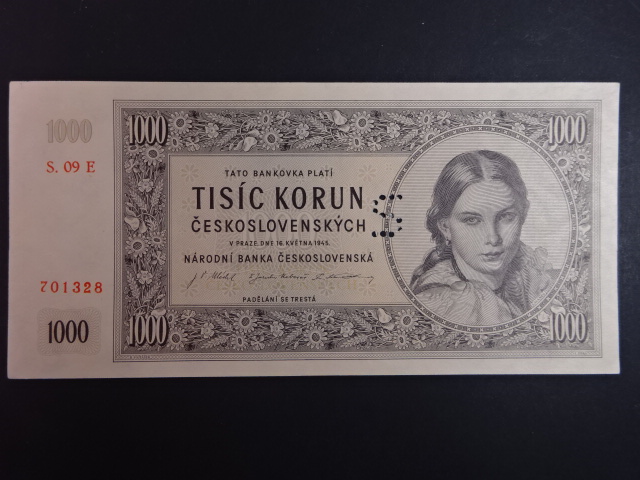 1000
S. 09 E
701328
1000
1000
1000
TATO BANKOVKA PLATÍ
TISÍC KORUN
ČESKOSLOVENSKÝCH
V PRAZE, DNE 16. KVĚTNA 1945.
NÁRODNÍ BANKA ČESKOSLOVENSKÁ
PADĚLÁNÍ SE TRESTÁ
S
1000
1000